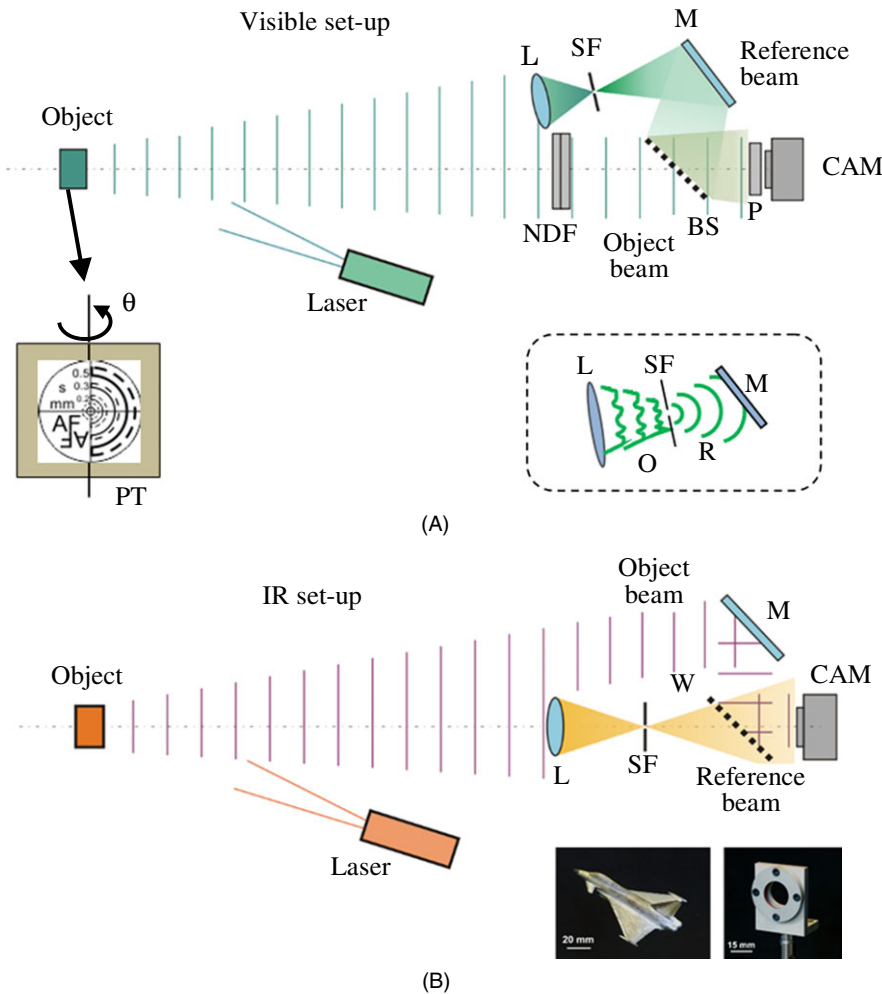 Visible set-up
M
SF
L
Reference
beam
Object
CAM
NDF
BS
P
Object
beam
Laser
θ
0.5
0.3
s
0.2
mm
AF
AF
PT
L
SF
M
O
R
(A)
IR set-up
Object
beam
M
Object
CAM
W
L
SF
Reference
beam
Laser
20 mm
15 mm
(B)